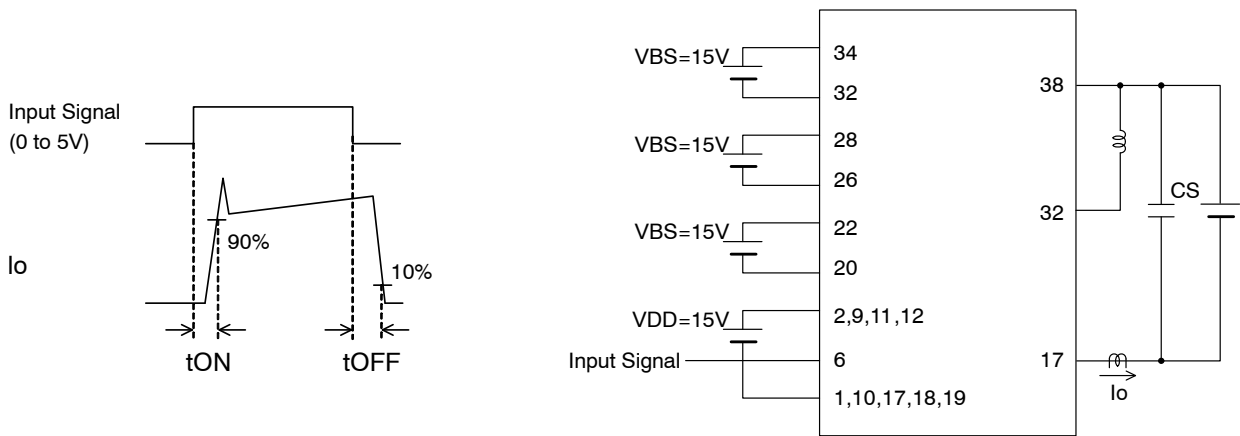 Input Signal
(0 to 5V)
Io
90%
10%
tON
tOFF
VBS=15V
34
32
VBS=15V
28
26
VBS=15V
22
20
VDD=15V
2,9,11,12
Input Signal
6
1,10,17,18,19
38
32
17
CS
Io